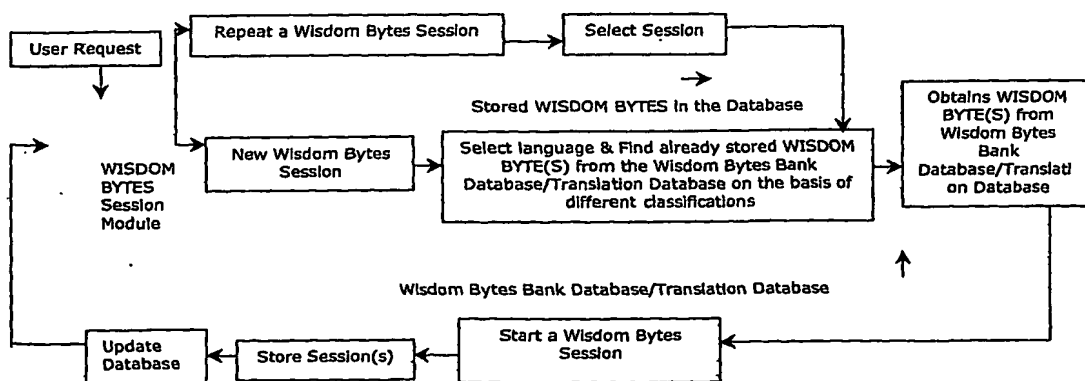 User Request
Repeat a Wisdom Bytes Session
Select Session
Stored WISDOM BYTES in the Database
Obtains WISDOM
BYTE(S) from
Wisdom Bytes
Bank
Database/Translati
on Database
WISDOM
BYTES
Session
Module
New Wisdom Bytes
Session
Select language & Find already stored WISDOM
BYTE(S) from the Wisdom Bytes Bank
Database/Translation Database on the basis of
different classifications
Wisdom Bytes Bank Database/Translation Database
Update
Database
Store Session(s)
Start a Wisdom Bytes
Session